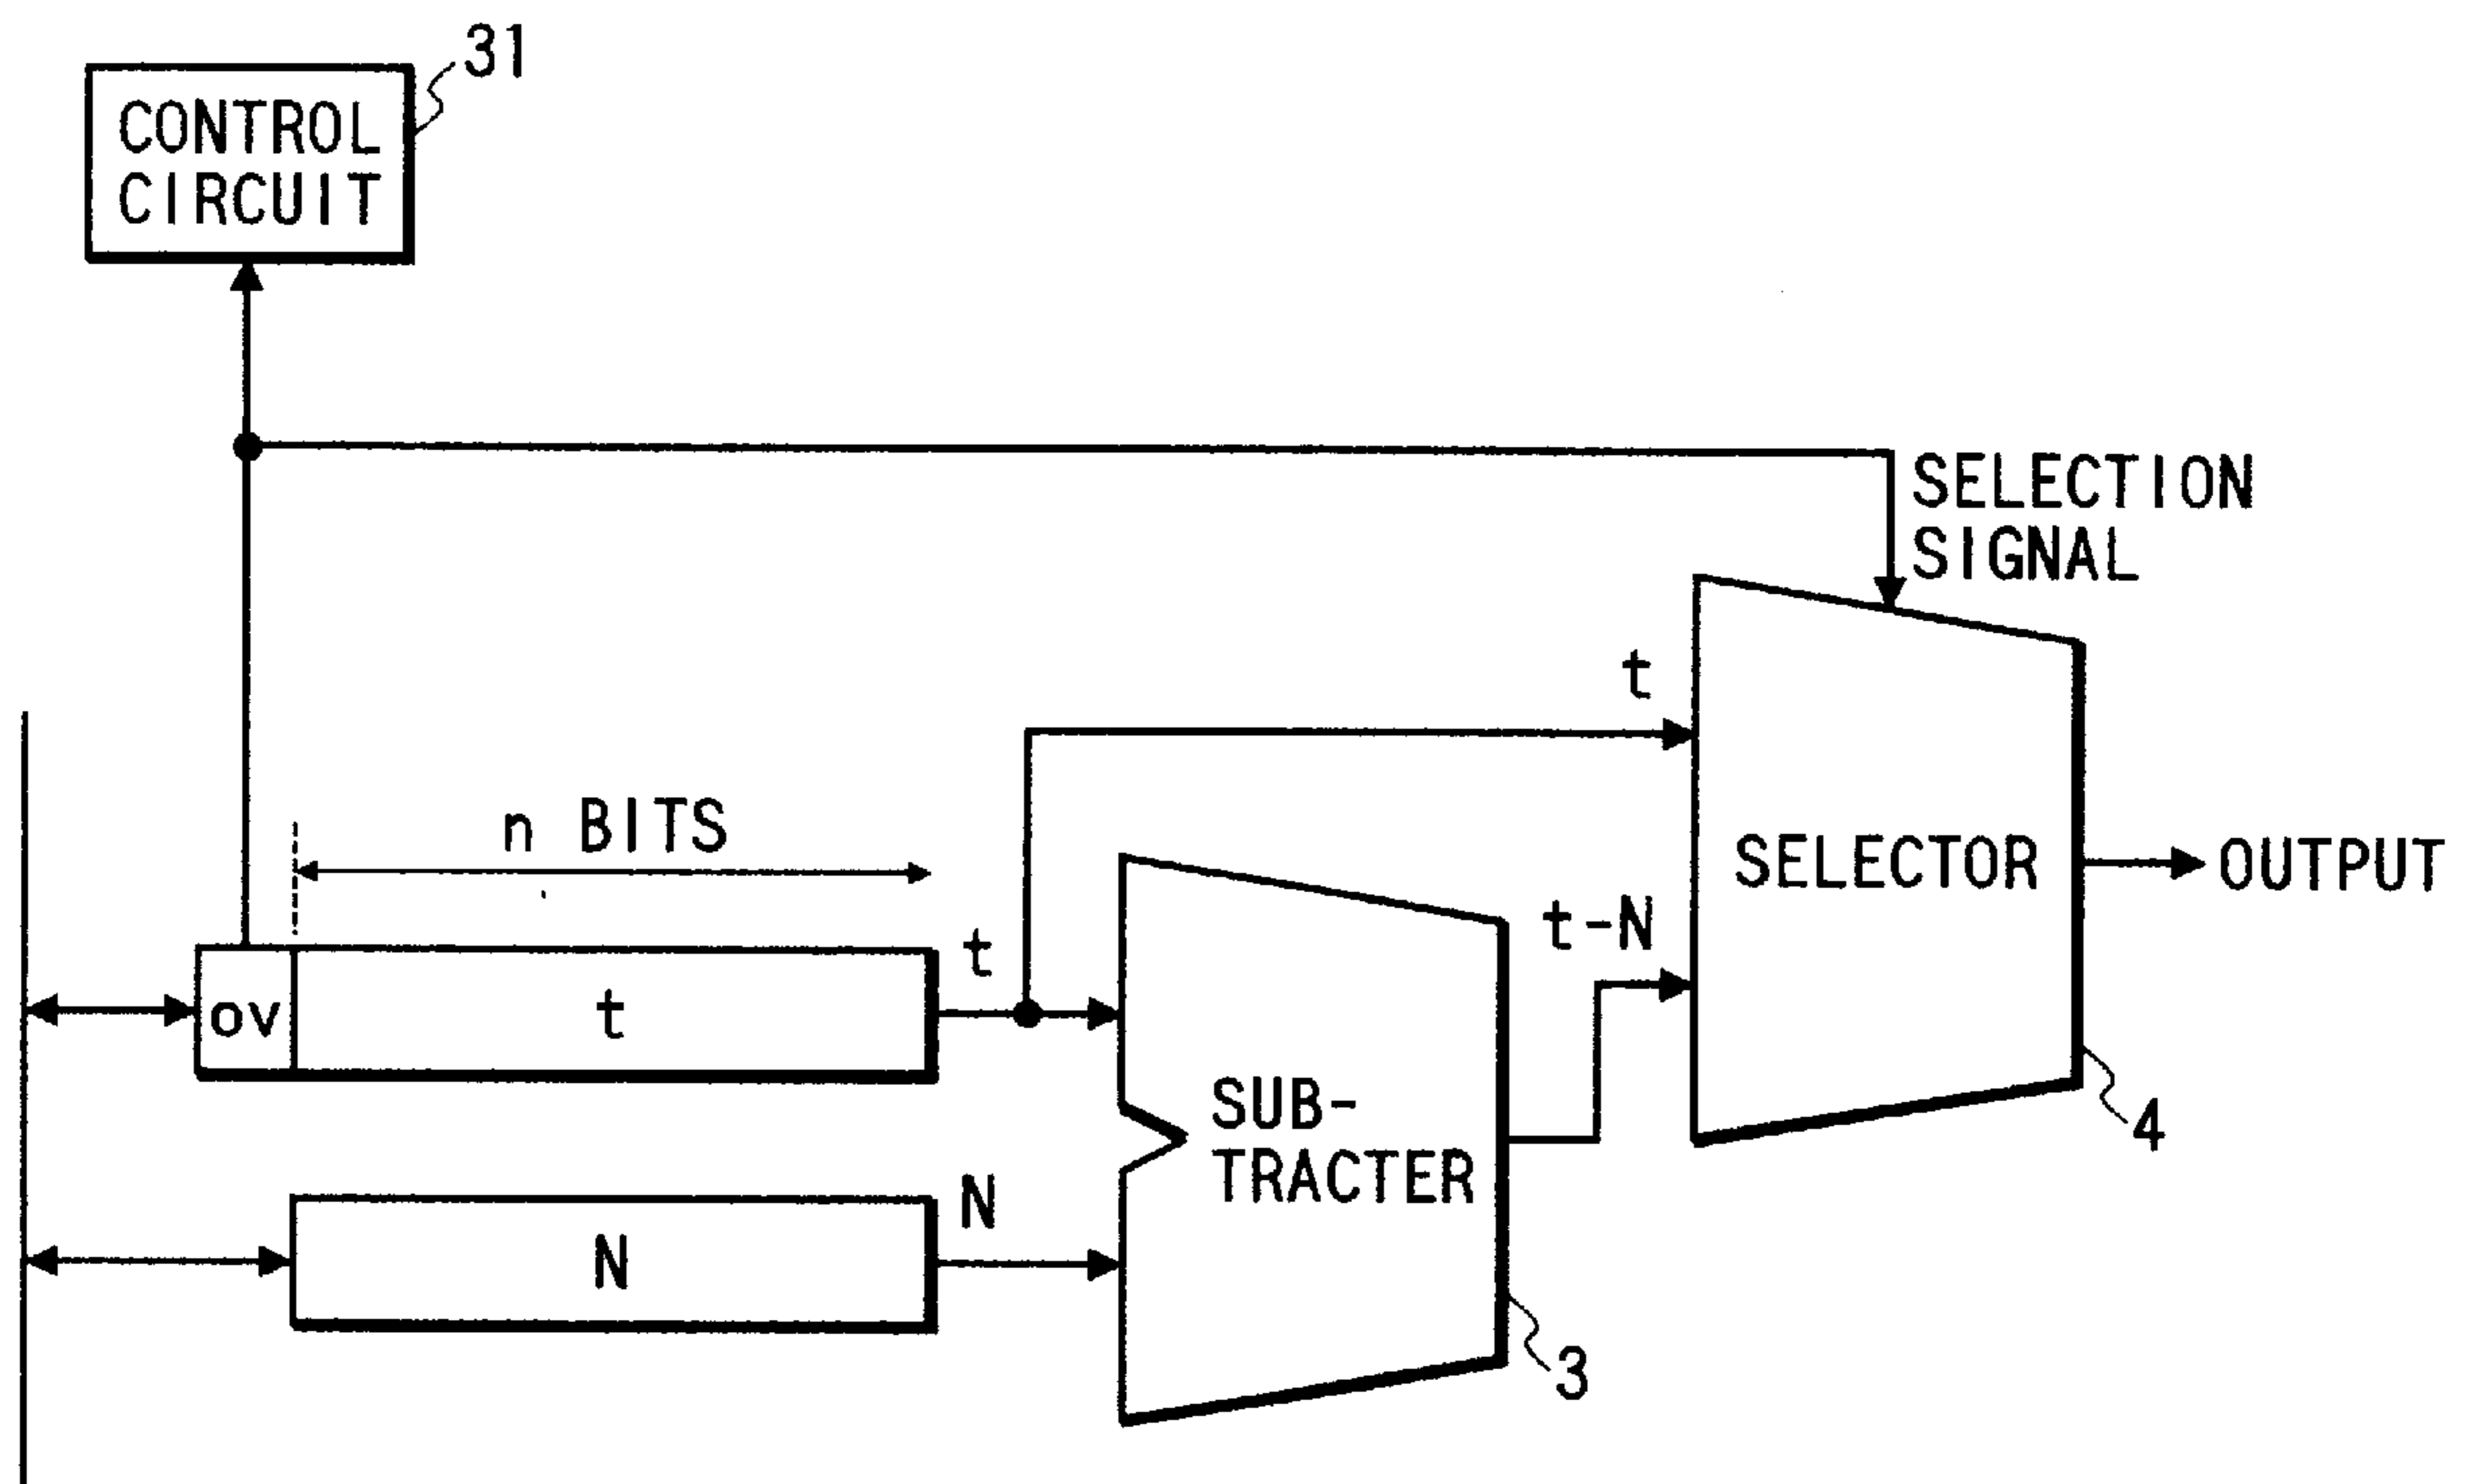 31
CONTROL
CIRCUIT
SELECTION
SIGNAL
t
n BITS
SELECTOR
OUTPUT
t-N
t
ov
t
SUB-
TRACTER
4
N
N
3